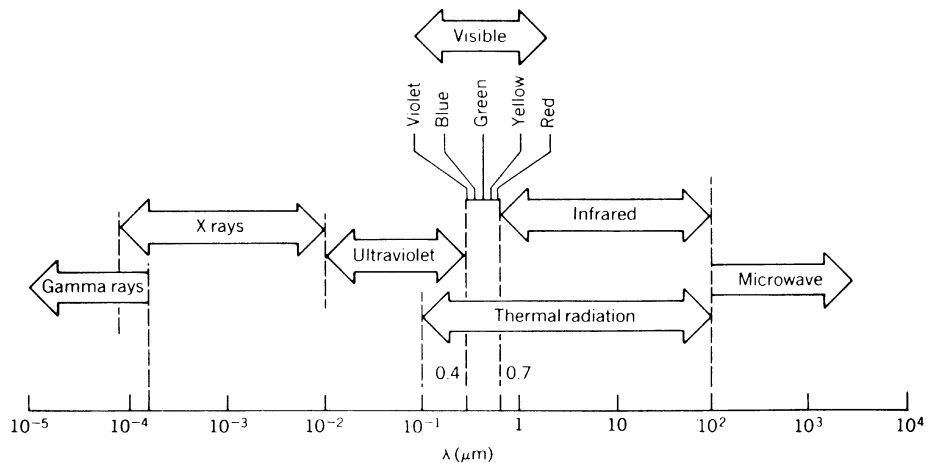 Visible
Violet
Blue
Green
Yellow
Red
X rays
Infrared
Ultraviolet
Gamma rays
Microwave
Thermal radiation
0.4
0.7
10⁻⁵
10⁻⁴
10⁻³
10⁻²
10⁻¹
1
10
10²
10³
10⁴
λ (μm)